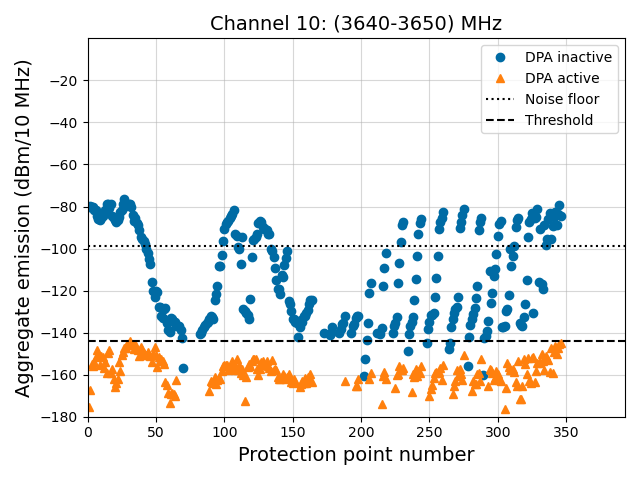 Channel 10: (3640-3650) MHz
DPA inactive
DPA active
Noise floor
Threshold
Aggregate emission (dBm/10 MHz)
−20
−40
−60
−80
−100
−120
−140
−160
−180
0 50 100 150 200 250 300 350
Protection point number